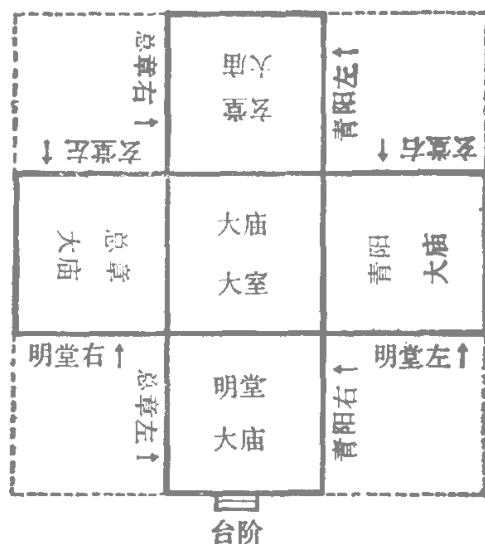 总章右↑
玄堂
大庙
青阳左↑
玄堂左↑
玄堂右↑
总章
大庙
大庙
大室
青阳
大庙
明堂右↑
明堂左↑
总章左↑
明堂
大庙
青阳右↑
台阶